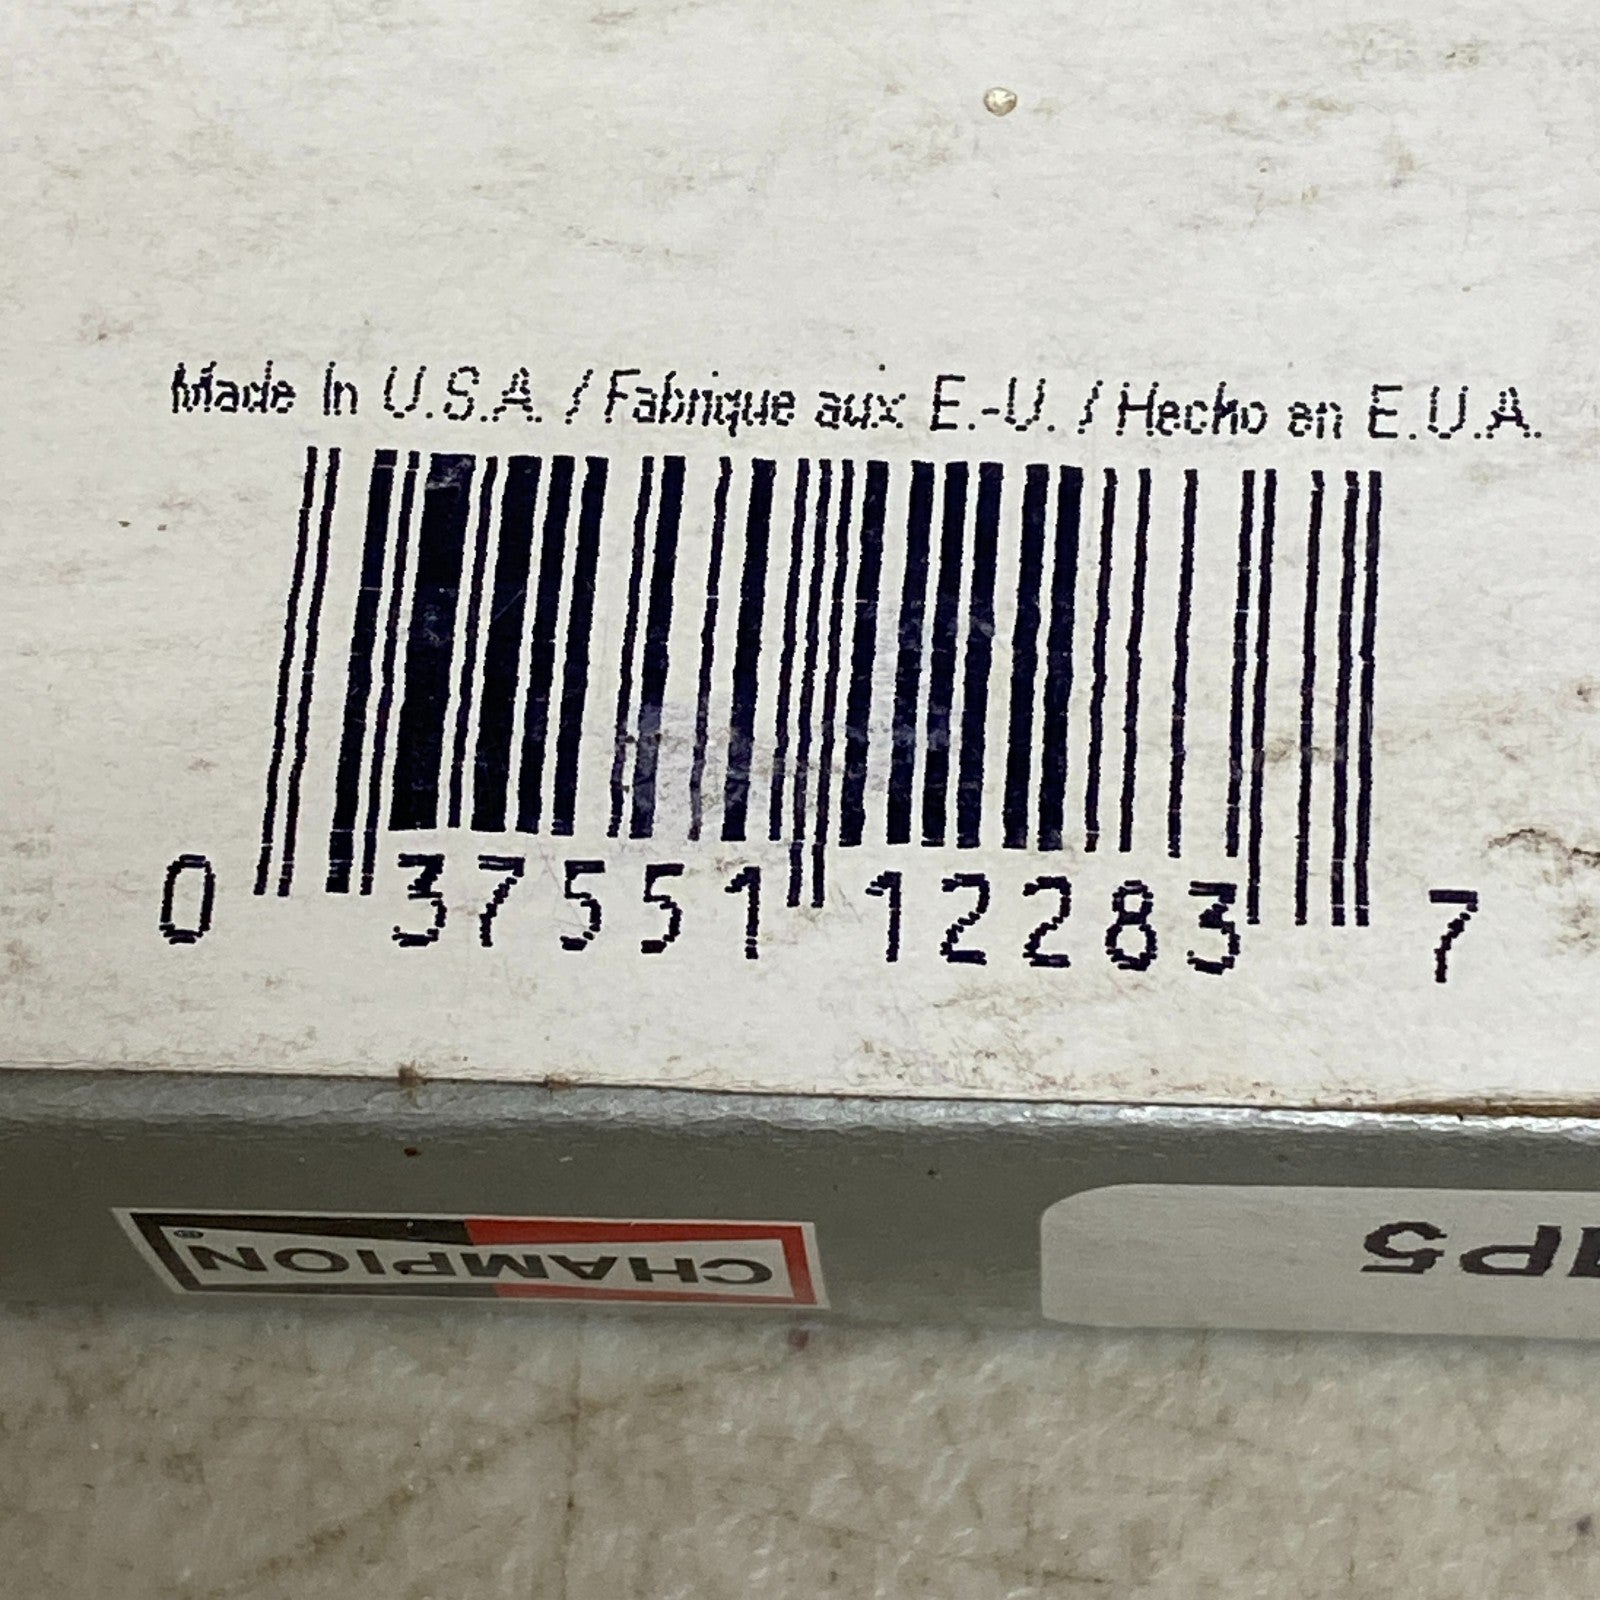 Made In U.S.A. / Fabrique aux E.-U. / Hecho en E.U.A.
0 37551 12283 7
CHAMPION®